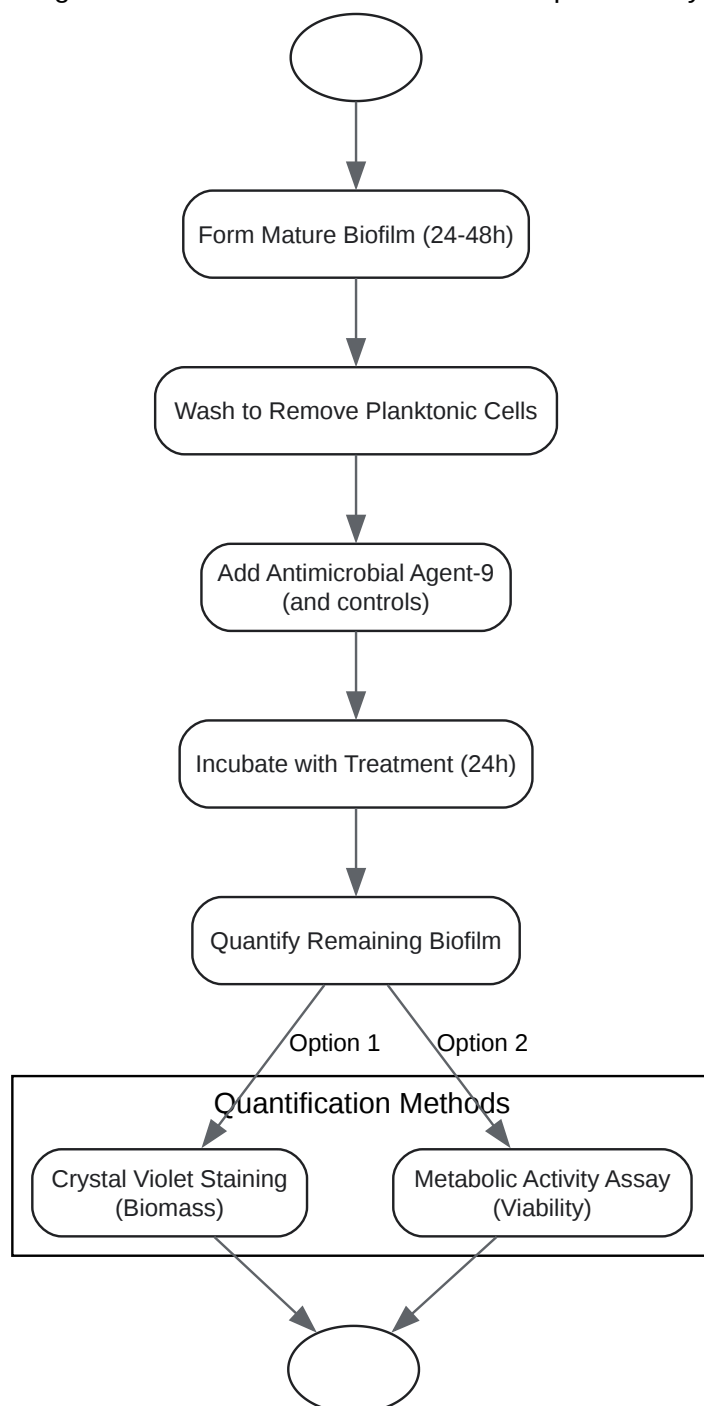 Form Mature Biofilm (24-48h)
Wash to Remove Planktonic Cells
Add Antimicrobial Agent-9
(and controls)
Incubate with Treatment (24h)
Quantify Remaining Biofilm
Option 1
Option 2
Quantification Methods
Crystal Violet Staining
(Biomass)
Metabolic Activity Assay
(Viability)